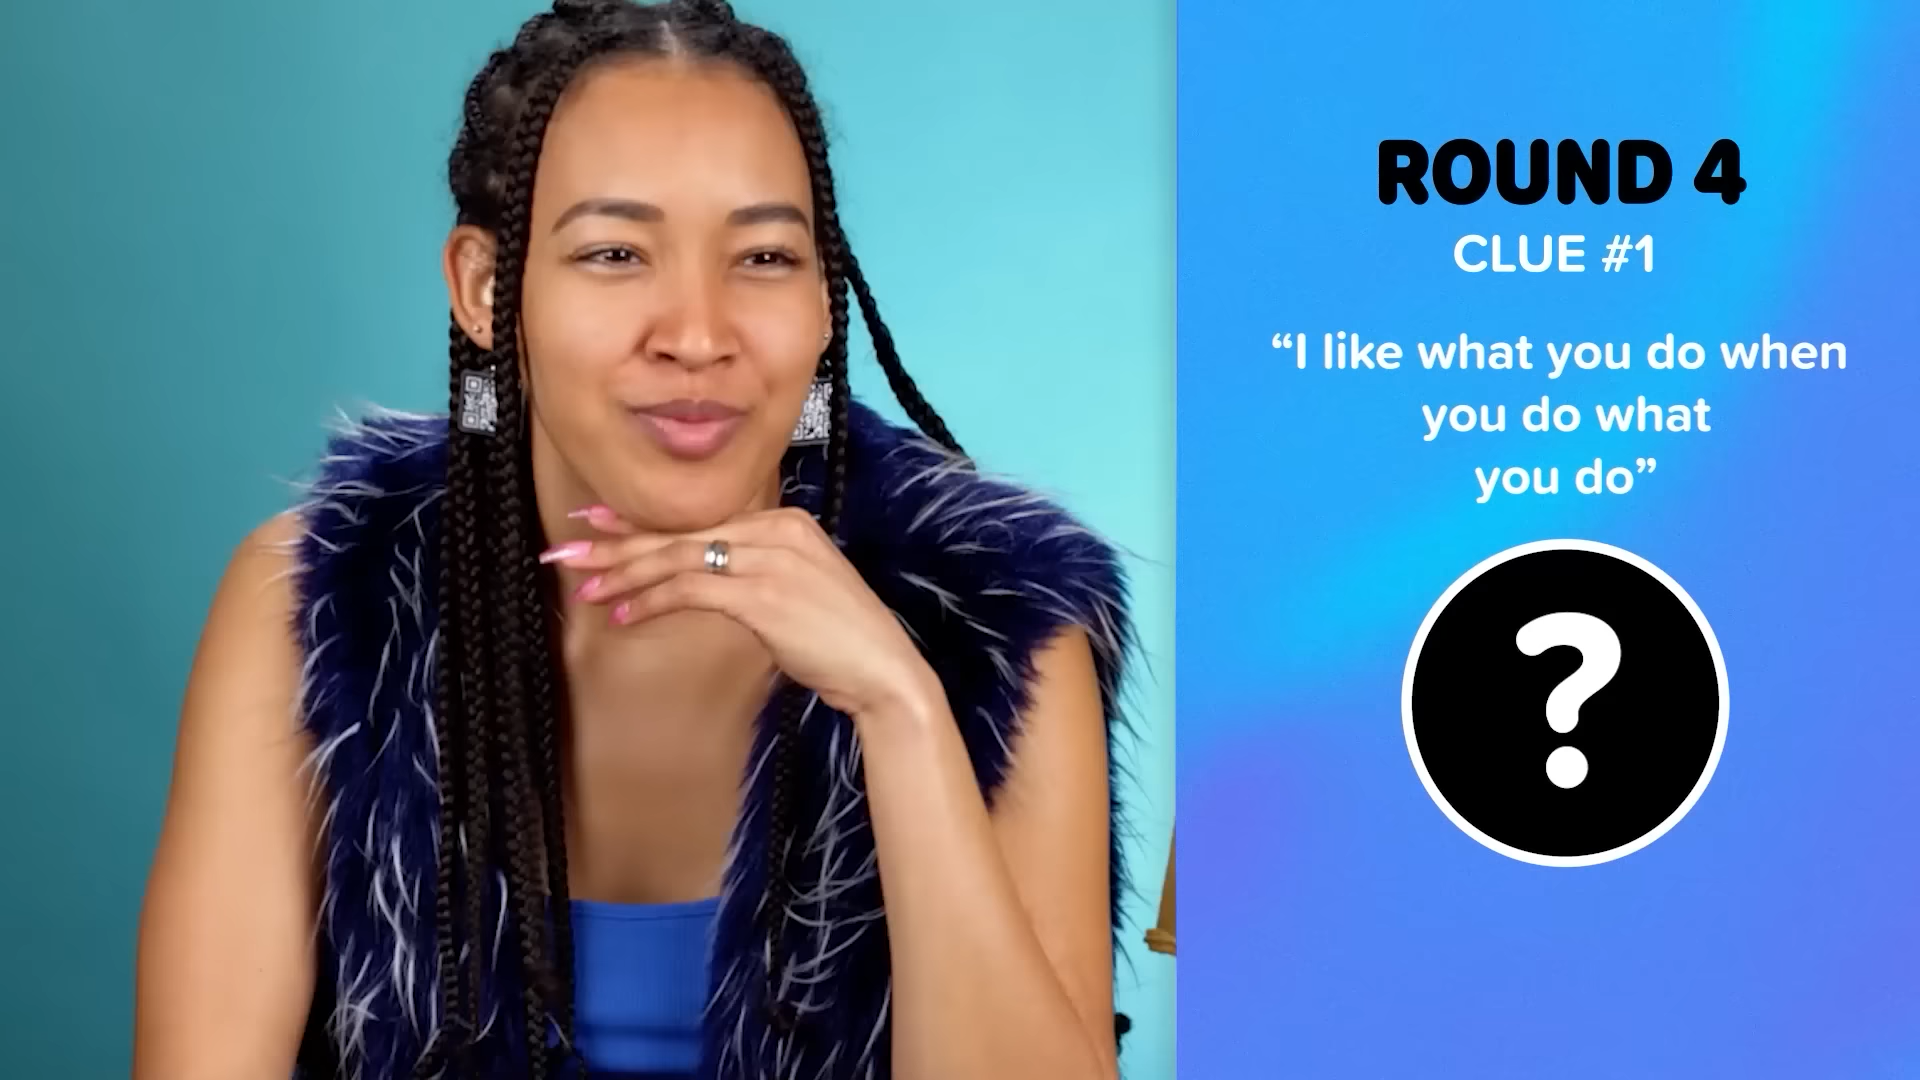 ROUND 4
CLUE #1
“I like what you do when
you do what
you do”
?